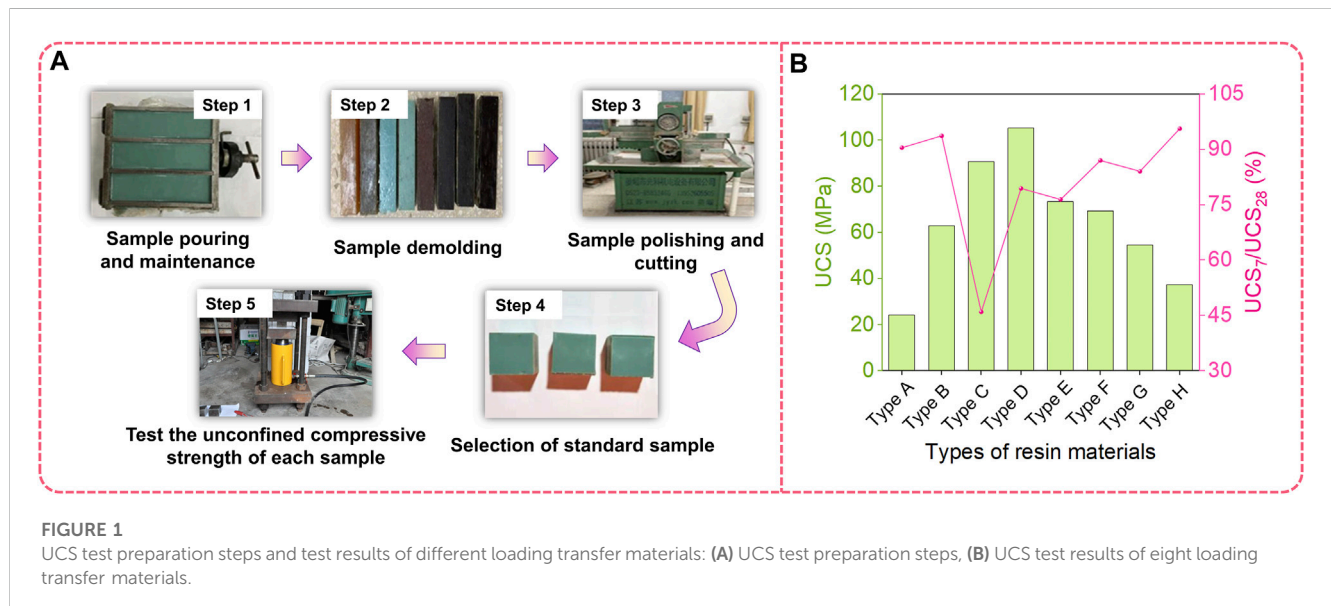 A
Step 1
Step 2
Step 3
Sample pouring
and maintenance
Sample demolding
Sample polishing and
cutting
Step 5
Step 4
Test the unconfined compressive
strength of each sample
Selection of standard sample
B
UCS (MPa)
120
100
80
60
40
20
0
105
90
75
60
45
30
UCS₇/UCS₂₈ (%)
Type A
Type B
Type C
Type D
Type E
Type F
Type G
Type H
Types of resin materials
FIGURE 1
UCS test preparation steps and test results of different loading transfer materials: (A) UCS test preparation steps, (B) UCS test results of eight loading
transfer materials.